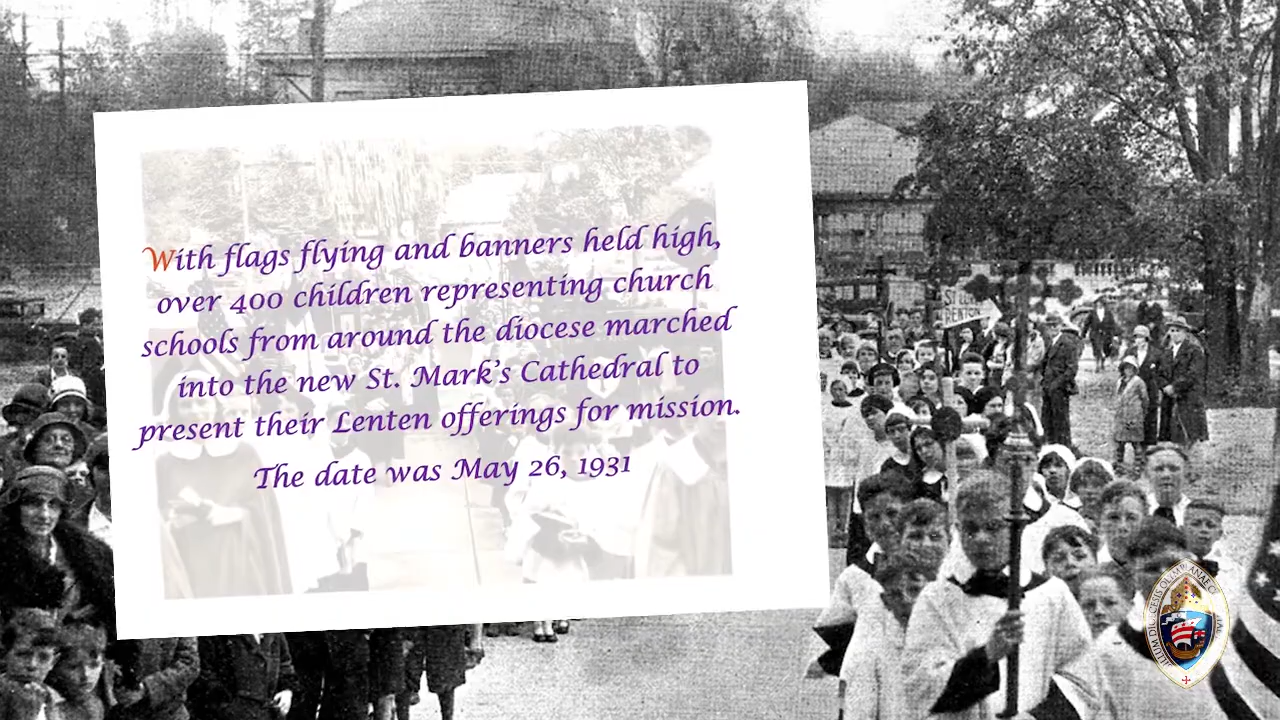 With flags flying and banners held high,
over 400 children representing church
schools from around the diocese marched
into the new St. Mark's Cathedral to
present their Lenten offerings for mission.
The date was May 26, 1931